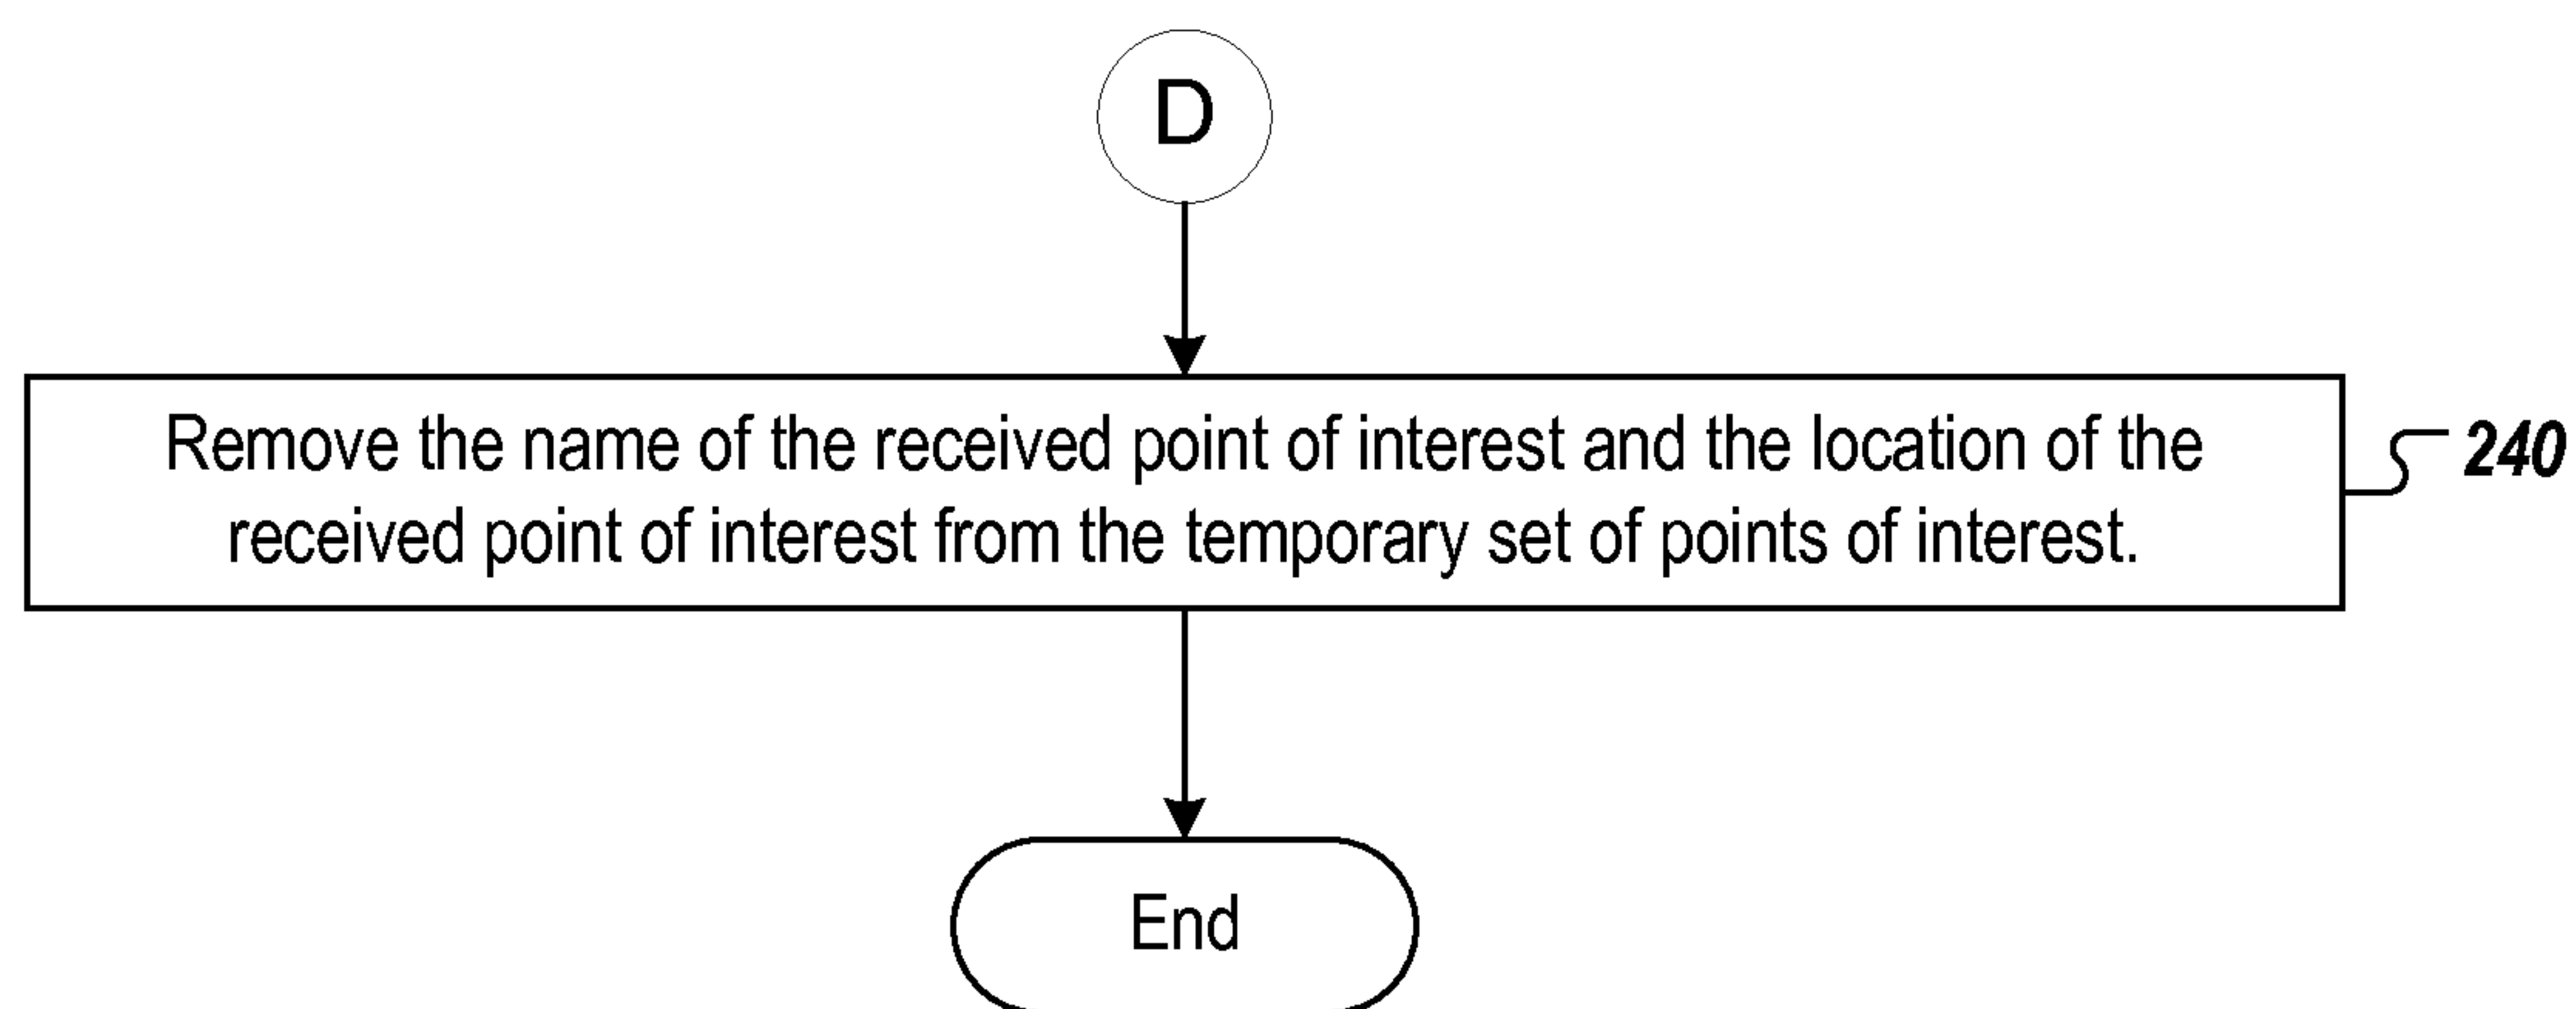 D
Remove the name of the received point of interest and the location of the
received point of interest from the temporary set of points of interest.
240
End